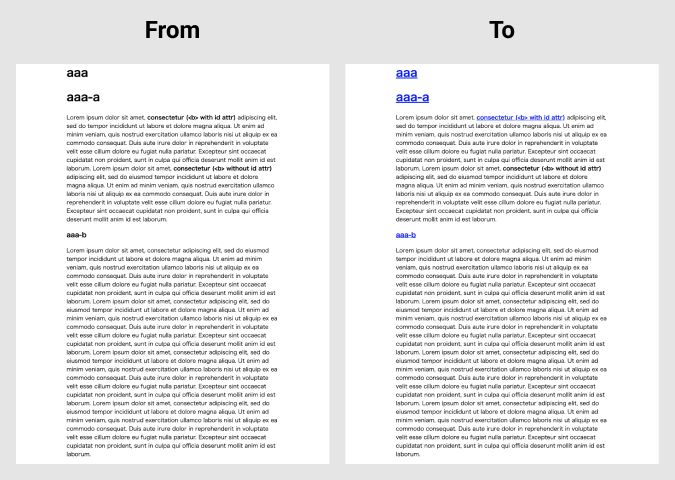 From
aaa
aaa-a
Lorem ipsum dolor sit amet, consectetur (<b> with id attr) adipiscing elit,
sed do tempor incididunt ut labore et dolore magna aliqua. Ut enim ad
minim veniam, quis nostrud exercitation ullamco laboris nisi ut aliquip ex ea
commodo consequat. Duis aute irure dolor in reprehenderit in voluptate
velit esse cillum dolore eu fugiat nulla pariatur. Excepteur sint occaecat
cupidatat non proident, sunt in culpa qui officia deserunt mollit anim id est
laborum. Lorem ipsum dolor sit amet, consectetur (<b> without id attr)
adipiscing elit, sed do tempor incididunt ut labore et dolore
magna aliqua. Ut enim ad minim veniam, quis nostrud exercitation ullamco
laboris nisi ut aliquip ex ea commodo consequat. Duis aute irure dolor in
reprehenderit in voluptate velit esse cillum dolore eu fugiat nulla pariatur.
Excepteur sint occaecat cupidatat non proident, sunt in culpa qui officia
deserunt mollit anim id est laborum.
aaa-b
Lorem ipsum dolor sit amet, consectetur adipiscing elit, sed do eiusmod
tempor incididunt ut labore et dolore magna aliqua. Ut enim ad minim
veniam, quis nostrud exercitation ullamco laboris nisi ut aliquip ex ea
commodo consequat. Duis aute irure dolor in reprehenderit in voluptate
velit esse cillum dolore eu fugiat nulla pariatur. Excepteur sint occaecat
cupidatat non proident, sunt in culpa qui officia deserunt mollit anim id est
laborum. Lorem ipsum dolor sit amet, consectetur adipiscing elit, sed do
eiusmod tempor incididunt ut labore et dolore magna aliqua. Ut enim ad
minim veniam, quis nostrud exercitation ullamco laboris nisi ut aliquip ex ea
commodo consequat. Duis aute irure dolor in reprehenderit in voluptate
velit esse cillum dolore eu fugiat nulla pariatur. Excepteur sint occaecat
cupidatat non proident, sunt in culpa qui officia deserunt mollit anim id est
laborum. Lorem ipsum dolor sit amet, consectetur adipiscing elit, sed do
eiusmod tempor incididunt ut labore et dolore magna aliqua. Ut enim ad
minim veniam, quis nostrud exercitation ullamco laboris nisi ut aliquip ex ea
commodo consequat. Duis aute irure dolor in reprehenderit in voluptate
velit esse cillum dolore eu fugiat nulla pariatur. Excepteur sint occaecat
cupidatat non proident, sunt in culpa qui officia deserunt mollit anim id est
laborum. Lorem ipsum dolor sit amet, consectetur adipiscing elit, sed do
eiusmod tempor incididunt ut labore et dolore magna aliqua. Ut enim ad
minim veniam, quis nostrud exercitation ullamco laboris nisi ut aliquip ex ea
commodo consequat. Duis aute irure dolor in reprehenderit in voluptate
velit esse cillum dolore eu fugiat nulla pariatur. Excepteur sint occaecat
cupidatat non proident, sunt in culpa qui officia deserunt mollit anim id est
laborum.
To
aaa
aaa-a
Lorem ipsum dolor sit amet, consectetur (<b> with id attr) adipiscing elit,
sed do tempor incididunt ut labore et dolore magna aliqua. Ut enim ad
minim veniam, quis nostrud exercitation ullamco laboris nisi ut aliquip ex ea
commodo consequat. Duis aute irure dolor in reprehenderit in voluptate
velit esse cillum dolore eu fugiat nulla pariatur. Excepteur sint occaecat
cupidatat non proident, sunt in culpa qui officia deserunt mollit anim id est
laborum. Lorem ipsum dolor sit amet, consectetur (<b> without id attr)
adipiscing elit, sed do tempor incididunt ut labore et dolore
magna aliqua. Ut enim ad minim veniam, quis nostrud exercitation ullamco
laboris nisi ut aliquip ex ea commodo consequat. Duis aute irure dolor in
reprehenderit in voluptate velit esse cillum dolore eu fugiat nulla pariatur.
Excepteur sint occaecat cupidatat non proident, sunt in culpa qui officia
deserunt mollit anim id est laborum.
aaa-b
Lorem ipsum dolor sit amet, consectetur adipiscing elit, sed do eiusmod
tempor incididunt ut labore et dolore magna aliqua. Ut enim ad minim
veniam, quis nostrud exercitation ullamco laboris nisi ut aliquip ex ea
commodo consequat. Duis aute irure dolor in reprehenderit in voluptate
velit esse cillum dolore eu fugiat nulla pariatur. Excepteur sint occaecat
cupidatat non proident, sunt in culpa qui officia deserunt mollit anim id est
laborum. Lorem ipsum dolor sit amet, consectetur adipiscing elit, sed do
eiusmod tempor incididunt ut labore et dolore magna aliqua. Ut enim ad
minim veniam, quis nostrud exercitation ullamco laboris nisi ut aliquip ex ea
commodo consequat. Duis aute irure dolor in reprehenderit in voluptate
velit esse cillum dolore eu fugiat nulla pariatur. Excepteur sint occaecat
cupidatat non proident, sunt in culpa qui officia deserunt mollit anim id est
laborum. Lorem ipsum dolor sit amet, consectetur adipiscing elit, sed do
eiusmod tempor incididunt ut labore et dolore magna aliqua. Ut enim ad
minim veniam, quis nostrud exercitation ullamco laboris nisi ut aliquip ex ea
commodo consequat. Duis aute irure dolor in reprehenderit in voluptate
velit esse cillum dolore eu fugiat nulla pariatur. Excepteur sint occaecat
cupidatat non proident, sunt in culpa qui officia deserunt mollit anim id est
laborum. Lorem ipsum dolor sit amet, consectetur adipiscing elit, sed do
eiusmod tempor incididunt ut labore et dolore magna aliqua. Ut enim ad
minim veniam, quis nostrud exercitation ullamco laboris nisi ut aliquip ex ea
commodo consequat. Duis aute irure dolor in reprehenderit in voluptate
velit esse cillum dolore eu fugiat nulla pariatur. Excepteur sint occaecat
cupidatat non proident, sunt in culpa qui officia deserunt mollit anim id est
laborum.